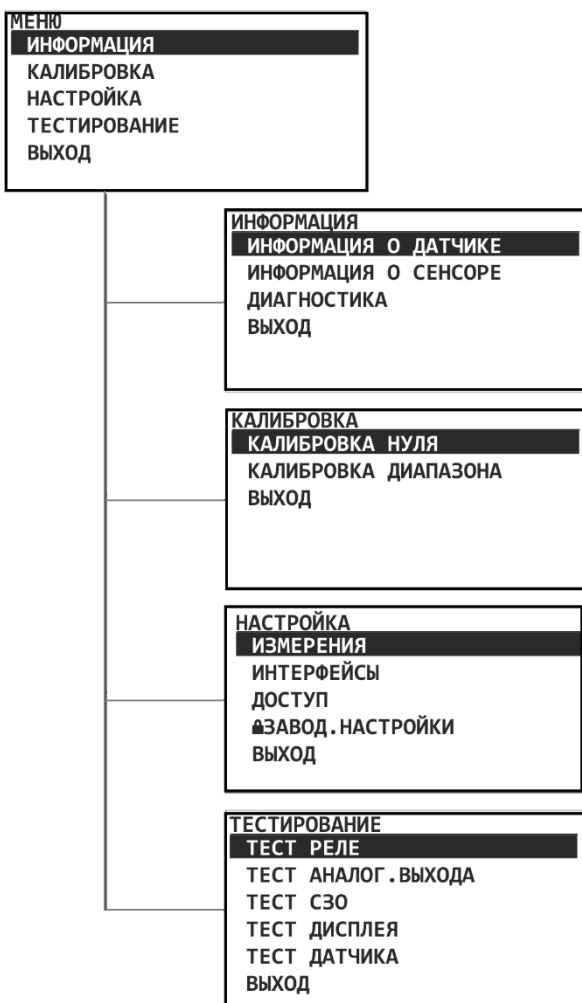 МЕНЮ
ИНФОРМАЦИЯ
КАЛИБРОВКА
НАСТРОЙКА
ТЕСТИРОВАНИЕ
ВЫХОД
ИНФОРМАЦИЯ
ИНФОРМАЦИЯ О ДАТЧИКЕ
ИНФОРМАЦИЯ О СЕНСОРЕ
ДИАГНОСТИКА
ВЫХОД
КАЛИБРОВКА
КАЛИБРОВКА НУЛЯ
КАЛИБРОВКА ДИАПАЗОНА
ВЫХОД
НАСТРОЙКА
ИЗМЕРЕНИЯ
ИНТЕРФЕЙСЫ
ДОСТУП
ЗАВОД.НАСТРОЙКИ
ВЫХОД
ТЕСТИРОВАНИЕ
ТЕСТ РЕЛЕ
ТЕСТ АНАЛОГ.ВЫХОДА
ТЕСТ СЗО
ТЕСТ ДИСПЛЕЯ
ТЕСТ ДАТЧИКА
ВЫХОД